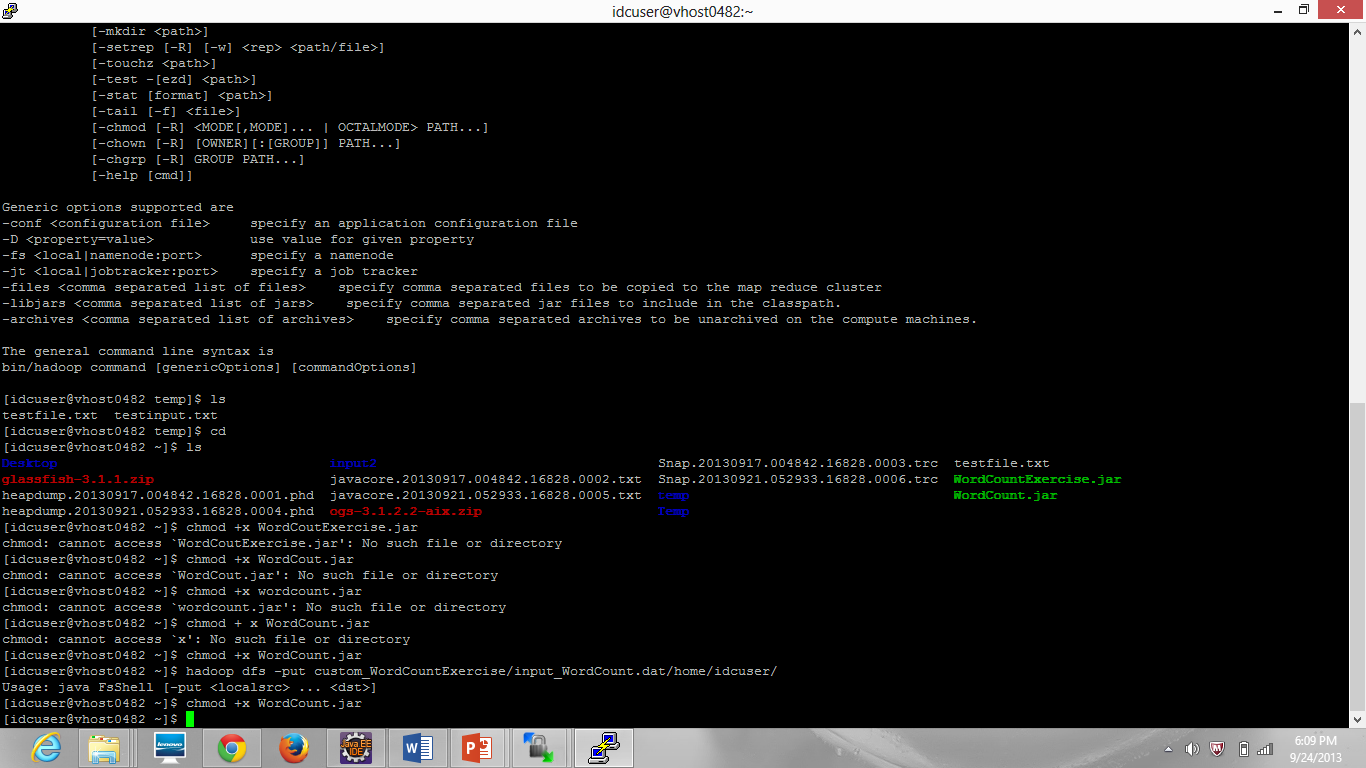 idcuser@vhost0482:~
[-mkdir <path>]
[-setrep [-R] [-w] <rep> <path/file>]
[-touchz <path>]
[-test -[ezd] <path>]
[-stat [format] <path>]
[-tail [-f] <file>]
[-chmod [-R] <MODE[,MODE]... | OCTALMODE> PATH...]
[-chown [-R] [OWNER][:[GROUP]] PATH...]
[-chgrp [-R] GROUP PATH...]
[-help [cmd]]
Generic options supported are
-conf <configuration file>     specify an application configuration file
-D <property=value>            use value for given property
-fs <local|namenode:port>      specify a namenode
-jt <local|jobtracker:port>    specify a job tracker
-files <comma separated list of files>    specify comma separated files to be copied to the map reduce cluster
-libjars <comma separated list of jars>    specify comma separated jar files to include in the classpath.
-archives <comma separated list of archives>    specify comma separated archives to be unarchived on the compute machines.
The general command line syntax is
bin/hadoop command [genericOptions] [commandOptions]
[idcuser@vhost0482 temp]$ ls
testfile.txt  testinput.txt
[idcuser@vhost0482 temp]$ cd
[idcuser@vhost0482 ~]$ ls
Desktop input2 Snap.20130917.004842.16828.0003.trc testfile.txt
glassfish-3.1.1.zip javacore.20130917.004842.16828.0002.txt Snap.20130921.052933.16828.0006.trc WordCountExercise.jar
heapdump.20130917.004842.16828.0001.phd javacore.20130921.052933.16828.0005.txt temp WordCount.jar
heapdump.20130921.052933.16828.0004.phd ogs-3.1.2.2-aix.zip Temp
[idcuser@vhost0482 ~]$ chmod +x WordCoutExercise.jar
chmod: cannot access `WordCoutExercise.jar': No such file or directory
[idcuser@vhost0482 ~]$ chmod +x WordCout.jar
chmod: cannot access `WordCout.jar': No such file or directory
[idcuser@vhost0482 ~]$ chmod +x wordcount.jar
chmod: cannot access `wordcount.jar': No such file or directory
[idcuser@vhost0482 ~]$ chmod + x WordCount.jar
chmod: cannot access `x': No such file or directory
[idcuser@vhost0482 ~]$ chmod +x WordCount.jar
[idcuser@vhost0482 ~]$ hadoop dfs -put custom_WordCountExercise/input_WordCount.dat/home/idcuser/
Usage: java FsShell [-put <localsrc> ... <dst>]
[idcuser@vhost0482 ~]$ chmod +x WordCount.jar
[idcuser@vhost0482 ~]$
lenovo
Java EE
IDE
6:09 PM
9/24/2013